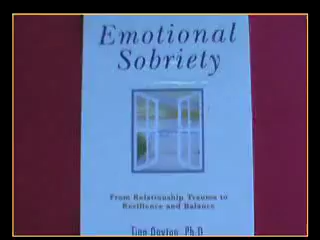 Emotional
Sobriety
From Relationship Trauma to
Resilience and Balance
Tian Dayton, Ph.D.